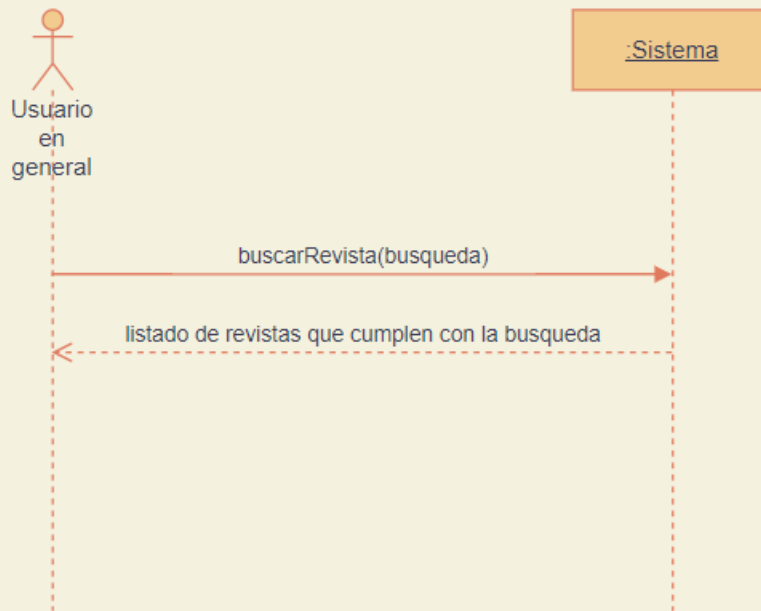 :Sistema
Usuario
en
general
buscarRevista(busqueda)
listado de revistas que cumplen con la busqueda